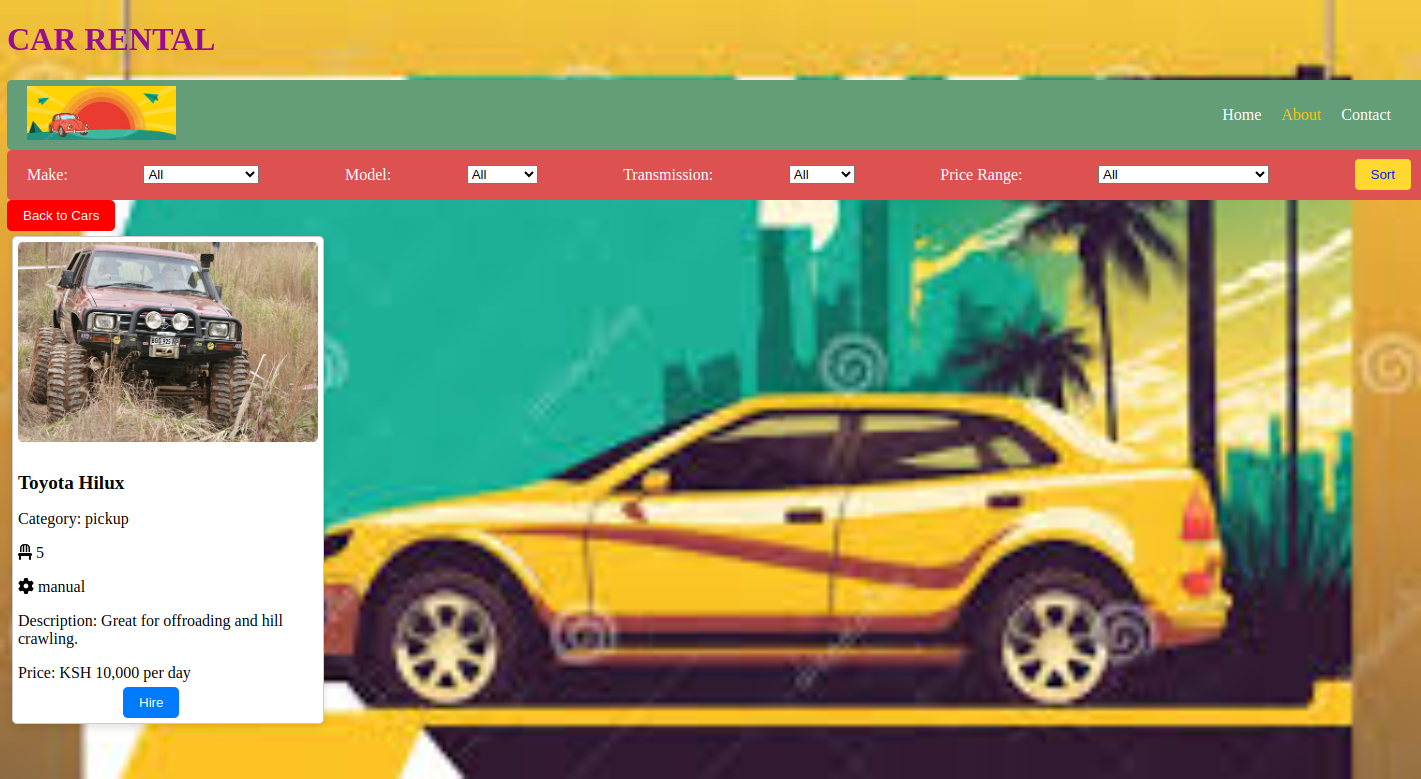 CAR RENTAL
Home About Contact
Make: All Model: All Transmission: All Price Range: All Sort
Back to Cars
Toyota Hilux
Category: pickup
5
manual
Description: Great for offroading and hill
crawling.
Price: KSH 10,000 per day
Hire